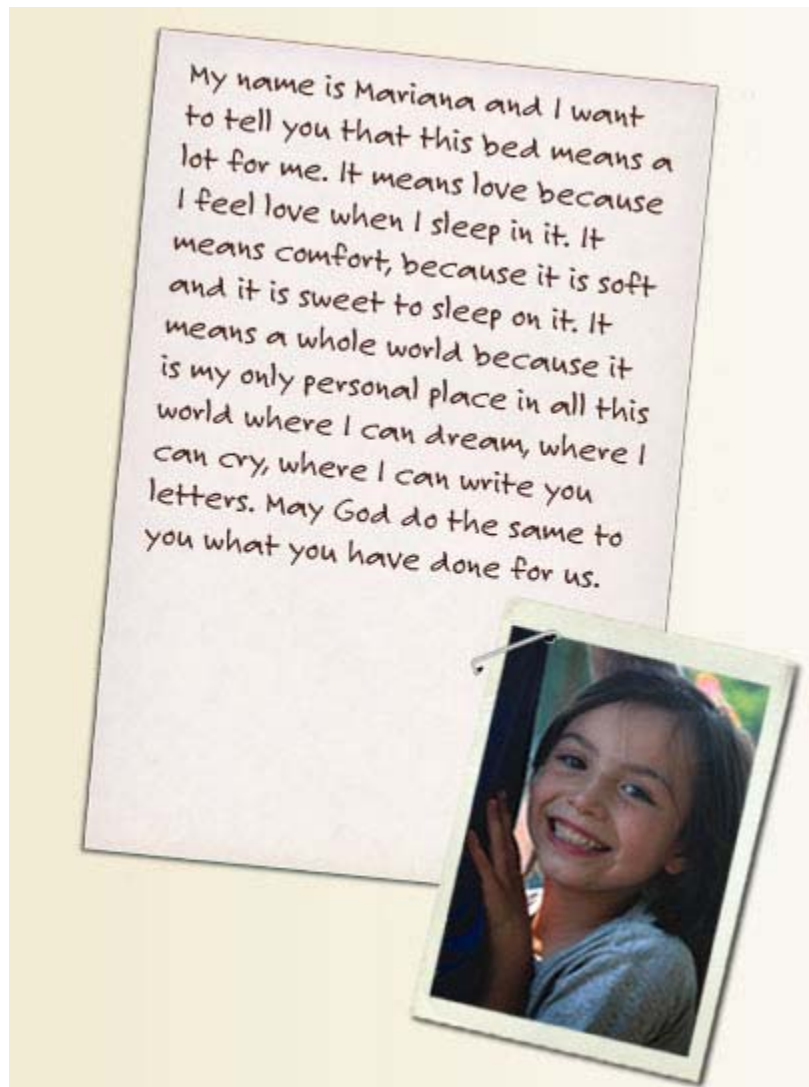 My name is Mariana and I want
to tell you that this bed means a
lot for me. It means love because
I feel love when I sleep in it. It
means comfort, because it is soft
and it is sweet to sleep on it. It
means a whole world because it
is my only personal place in all this
world where I can dream, where I
can cry, where I can write you
letters. May God do the same to
you what you have done for us.